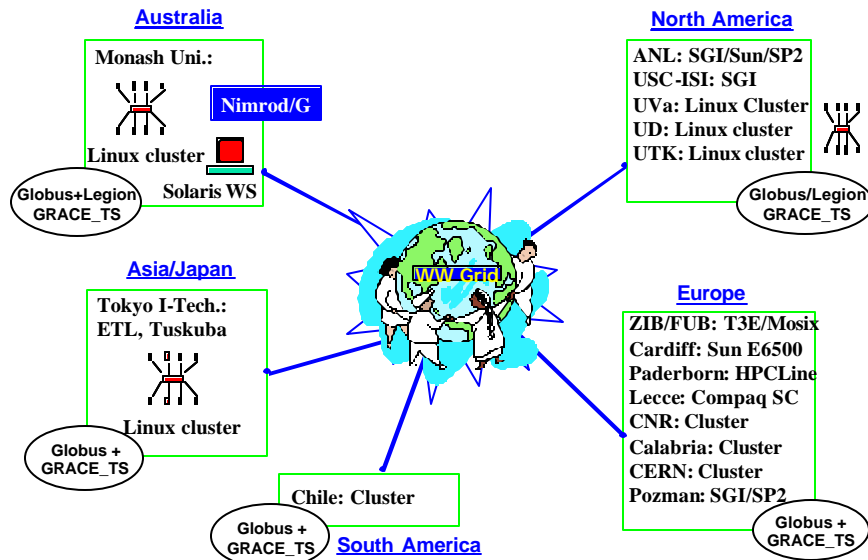 Australia
Monash Uni.:
Nimrod/G
Linux cluster
Solaris WS
Globus+Legion
GRACE_TS
North America
ANL: SGI/Sun/SP2
USC-ISI: SGI
UVa: Linux Cluster
UD: Linux cluster
UTK: Linux cluster
Globus/Legion
GRACE_TS
WW Grid
Asia/Japan
Tokyo I-Tech.:
ETL, Tuskuba
Linux cluster
Globus +
GRACE_TS
Europe
ZIB/FUB: T3E/Mosix
Cardiff: Sun E6500
Paderborn: HPCLine
Lecce: Compaq SC
CNR: Cluster
Calabria: Cluster
CERN: Cluster
Pozman: SGI/SP2
Globus +
GRACE_TS
Chile: Cluster
Globus +
GRACE_TS
South America